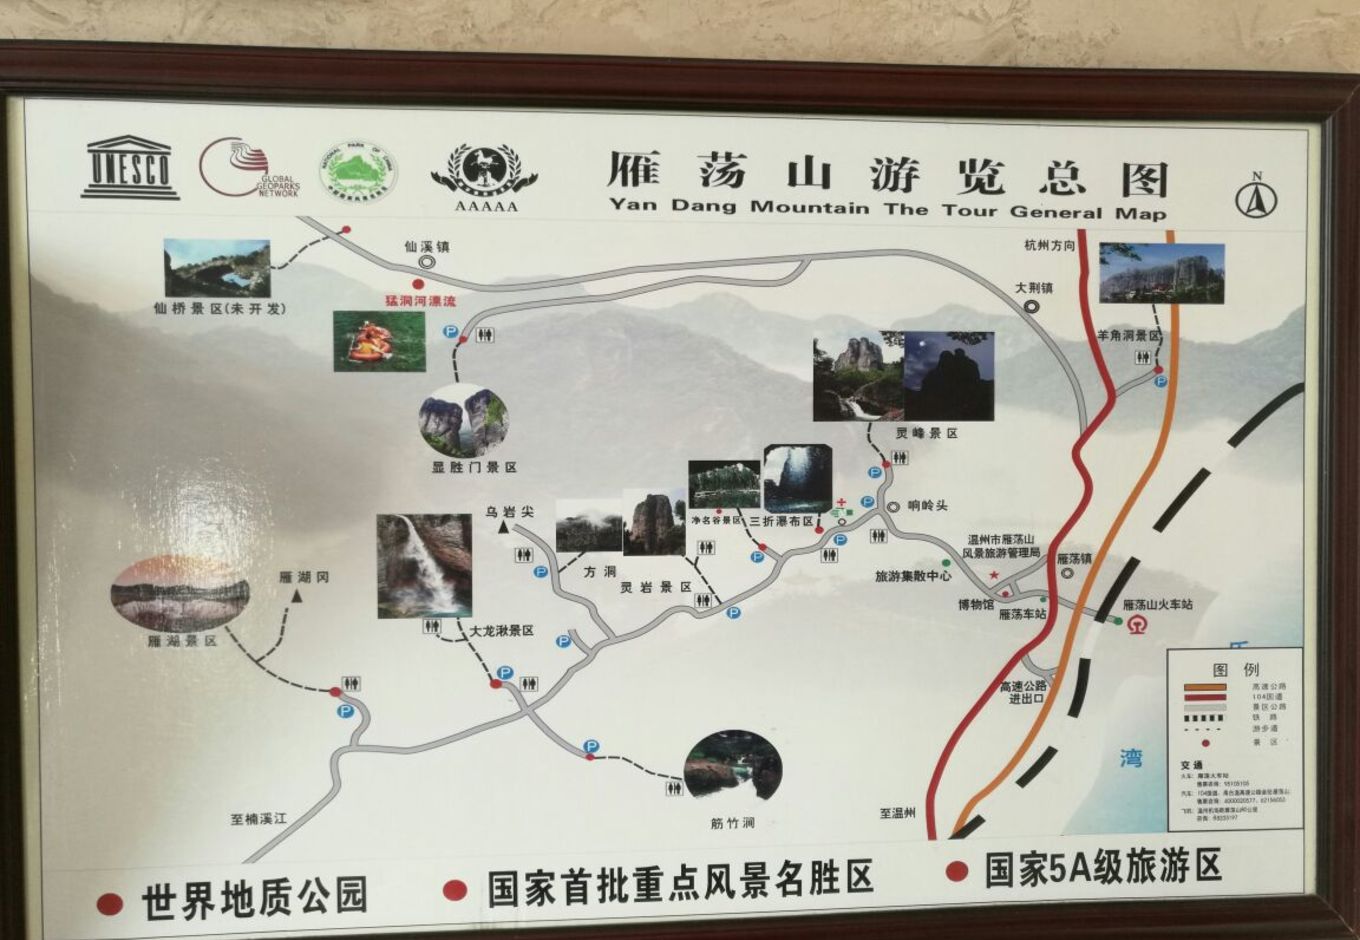 UNESCO
GLOBAL
GEOPARKS
NETWORK
NATIONAL PARK OF CHINA
AAAAA
雁荡山游览总图
Yan Dang Mountain The Tour General Map
N
仙溪镇
杭州方向
仙桥景区(未开发)
猛洞河漂流
大荆镇
羊角洞景区
P
P
显胜门景区
灵峰景区
P
乌岩尖
净名谷景区
三折瀑布区
P
响岭头
P
P
温州市雁荡山
风景旅游管理局
雁荡镇
旅游集散中心
方洞
灵岩景区
P
雁湖冈
博物馆
雁荡车站
雁荡山火车站
P
雁湖景区
大龙湫景区
P
P
P
高速公路
进出口
P
湾
图例
高速公路
104国道
景区公路
铁路
游步道
景区
交通
至楠溪江
筋竹涧
至温州
世界地质公园
国家首批重点风景名胜区
国家5A级旅游区